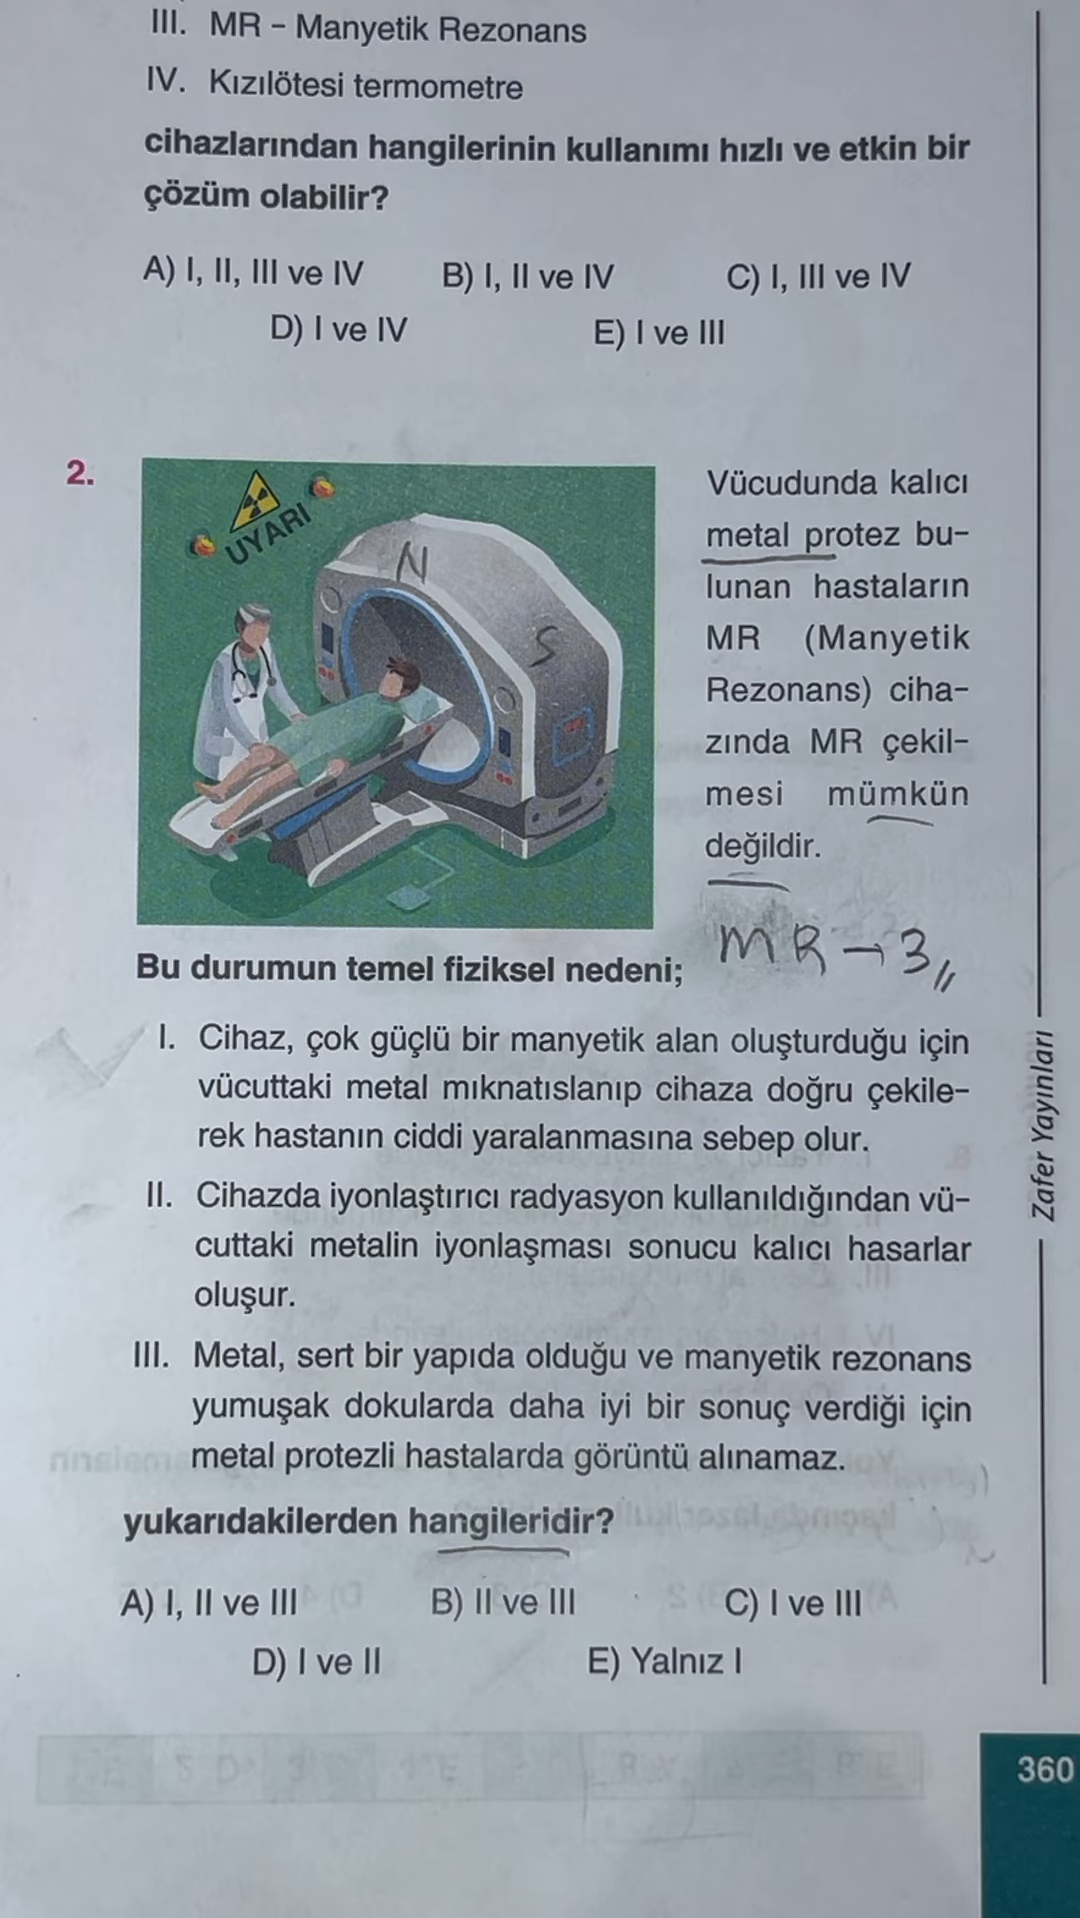 III. MR – Manyetik Rezonans
IV. Kızılötesi termometre
cihazlarından hangilerinin kullanımı hızlı ve etkin bir
çözüm olabilir?
A) I, II, III ve IV B) I, II ve IV C) I, III ve IV
D) I ve IV E) I ve III
2.
UYARI
N
S
Vücudunda kalıcı
metal protez bu-
lunan hastaların
MR (Manyetik
Rezonans) ciha-
zında MR çekil-
mesi mümkün
değildir.
MR → 3
Bu durumun temel fiziksel nedeni;
I. Cihaz, çok güçlü bir manyetik alan oluşturduğu için
vücuttaki metal mıknatıslanıp cihaza doğru çekile-
rek hastanın ciddi yaralanmasına sebep olur.
II. Cihazda iyonlaştırıcı radyasyon kullanıldığından vü-
cuttaki metalin iyonlaşması sonucu kalıcı hasarlar
oluşur.
III. Metal, sert bir yapıda olduğu ve manyetik rezonans
yumuşak dokularda daha iyi bir sonuç verdiği için
metal protezli hastalarda görüntü alınamaz.
yukarıdakilerden hangileridir?
A) I, II ve III B) II ve III C) I ve III
D) I ve II E) Yalnız I
Zafer Yayınları
360